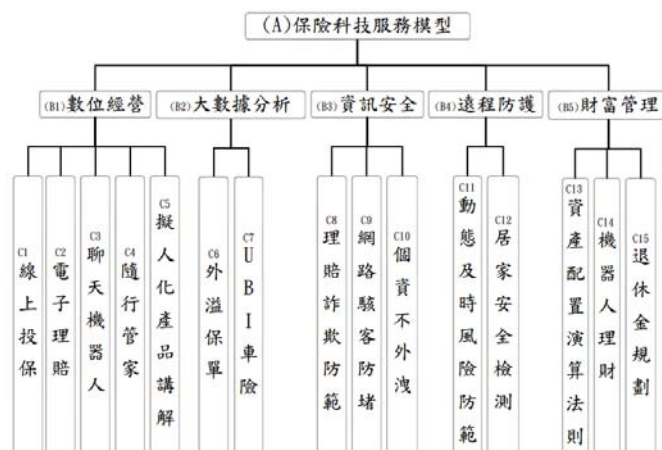 (A)保險科技服務模型
(B1)數位經營
(B2)大數據分析
(B3)資訊安全
(B4)遠程防護
(B5)財富管理
C1線上投保
C2電子理賠
C3聊天機器人
C4隨行管家
C5擬人化產品講解
C6外溢保單
C7UBI車險
C8理賠詐欺防範
C9網路駭客防堵
C10個資不外洩
C11動態及時風險防範
C12居家安全檢測
C13資產配置演算法則
C14機器人理財
C15退休金規劃